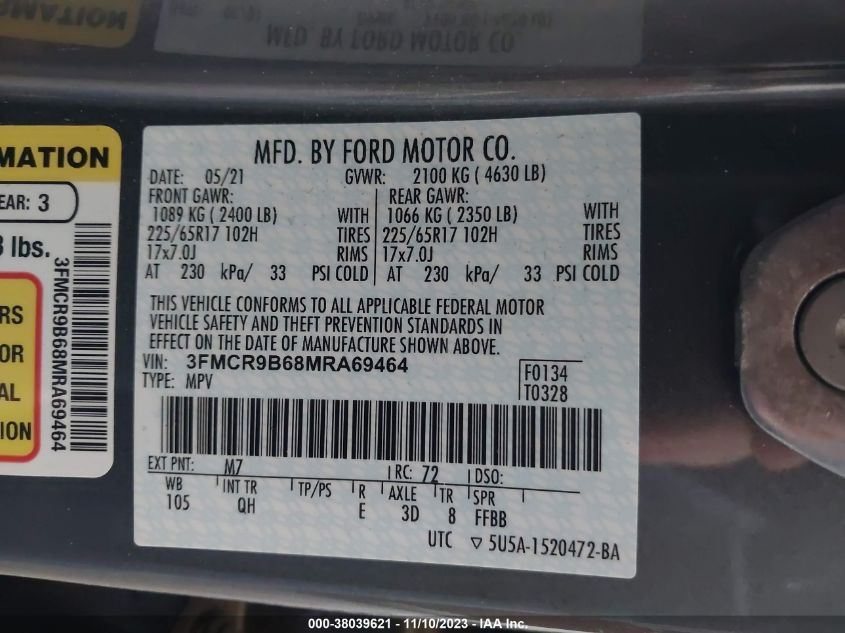 MFD. BY FORD MOTOR CO.
MFD. BY FORD MOTOR CO.
DATE: 05/21 GVWR: 2100 KG ( 4630 LB)
FRONT GAWR: REAR GAWR:
1089 KG ( 2400 LB) WITH 1066 KG ( 2350 LB) WITH
225/65R17 102H TIRES 225/65R17 102H TIRES
17x7.0J RIMS 17x7.0J RIMS
AT 230 kPa/ 33 PSI COLD AT 230 kPa/ 33 PSI COLD
THIS VEHICLE CONFORMS TO ALL APPLICABLE FEDERAL MOTOR
VEHICLE SAFETY AND THEFT PREVENTION STANDARDS IN
EFFECT ON THE DATE OF MANUFACTURE SHOWN ABOVE.
VIN: 3FMCR9B68MRA69464
TYPE: MPV
F0134
T0328
EXT PNT: M7 RC: 72 DSO:
WB INT TR TP/PS R AXLE TR SPR
105 QH E 3D 8 FFBB
UTC ▽ 5U5A-1520472-BA
MATION
EAR: 3
lbs.
3FMCR9B68MRA69464
RS
OR
AL
ION
000-38039621 - 11/10/2023 - IAA Inc.